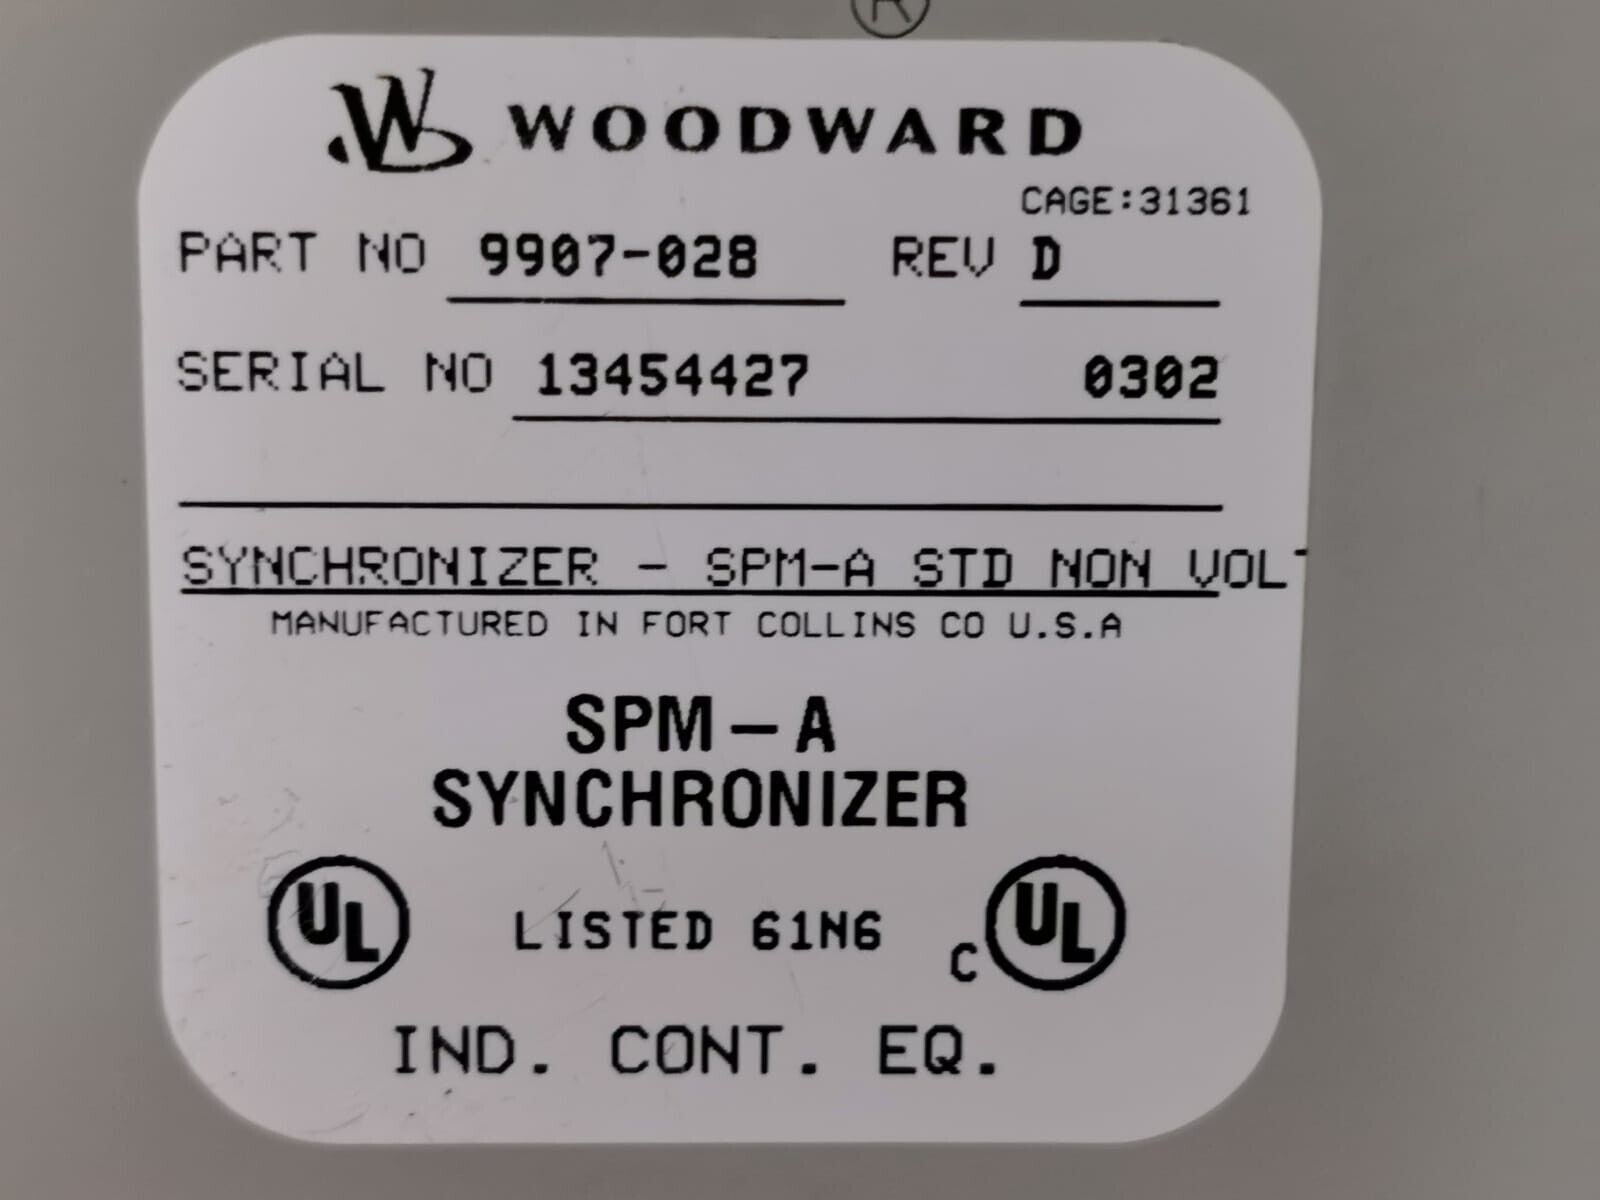 ®
WOODWARD
CAGE:31361
PART NO 9907-028 REV D
SERIAL NO 13454427 0302
SYNCHRONIZER - SPM-A STD NON VOLT
MANUFACTURED IN FORT COLLINS CO U.S.A
SPM-A
SYNCHRONIZER
UL LISTED 61N6 C UL
IND. CONT. EQ.